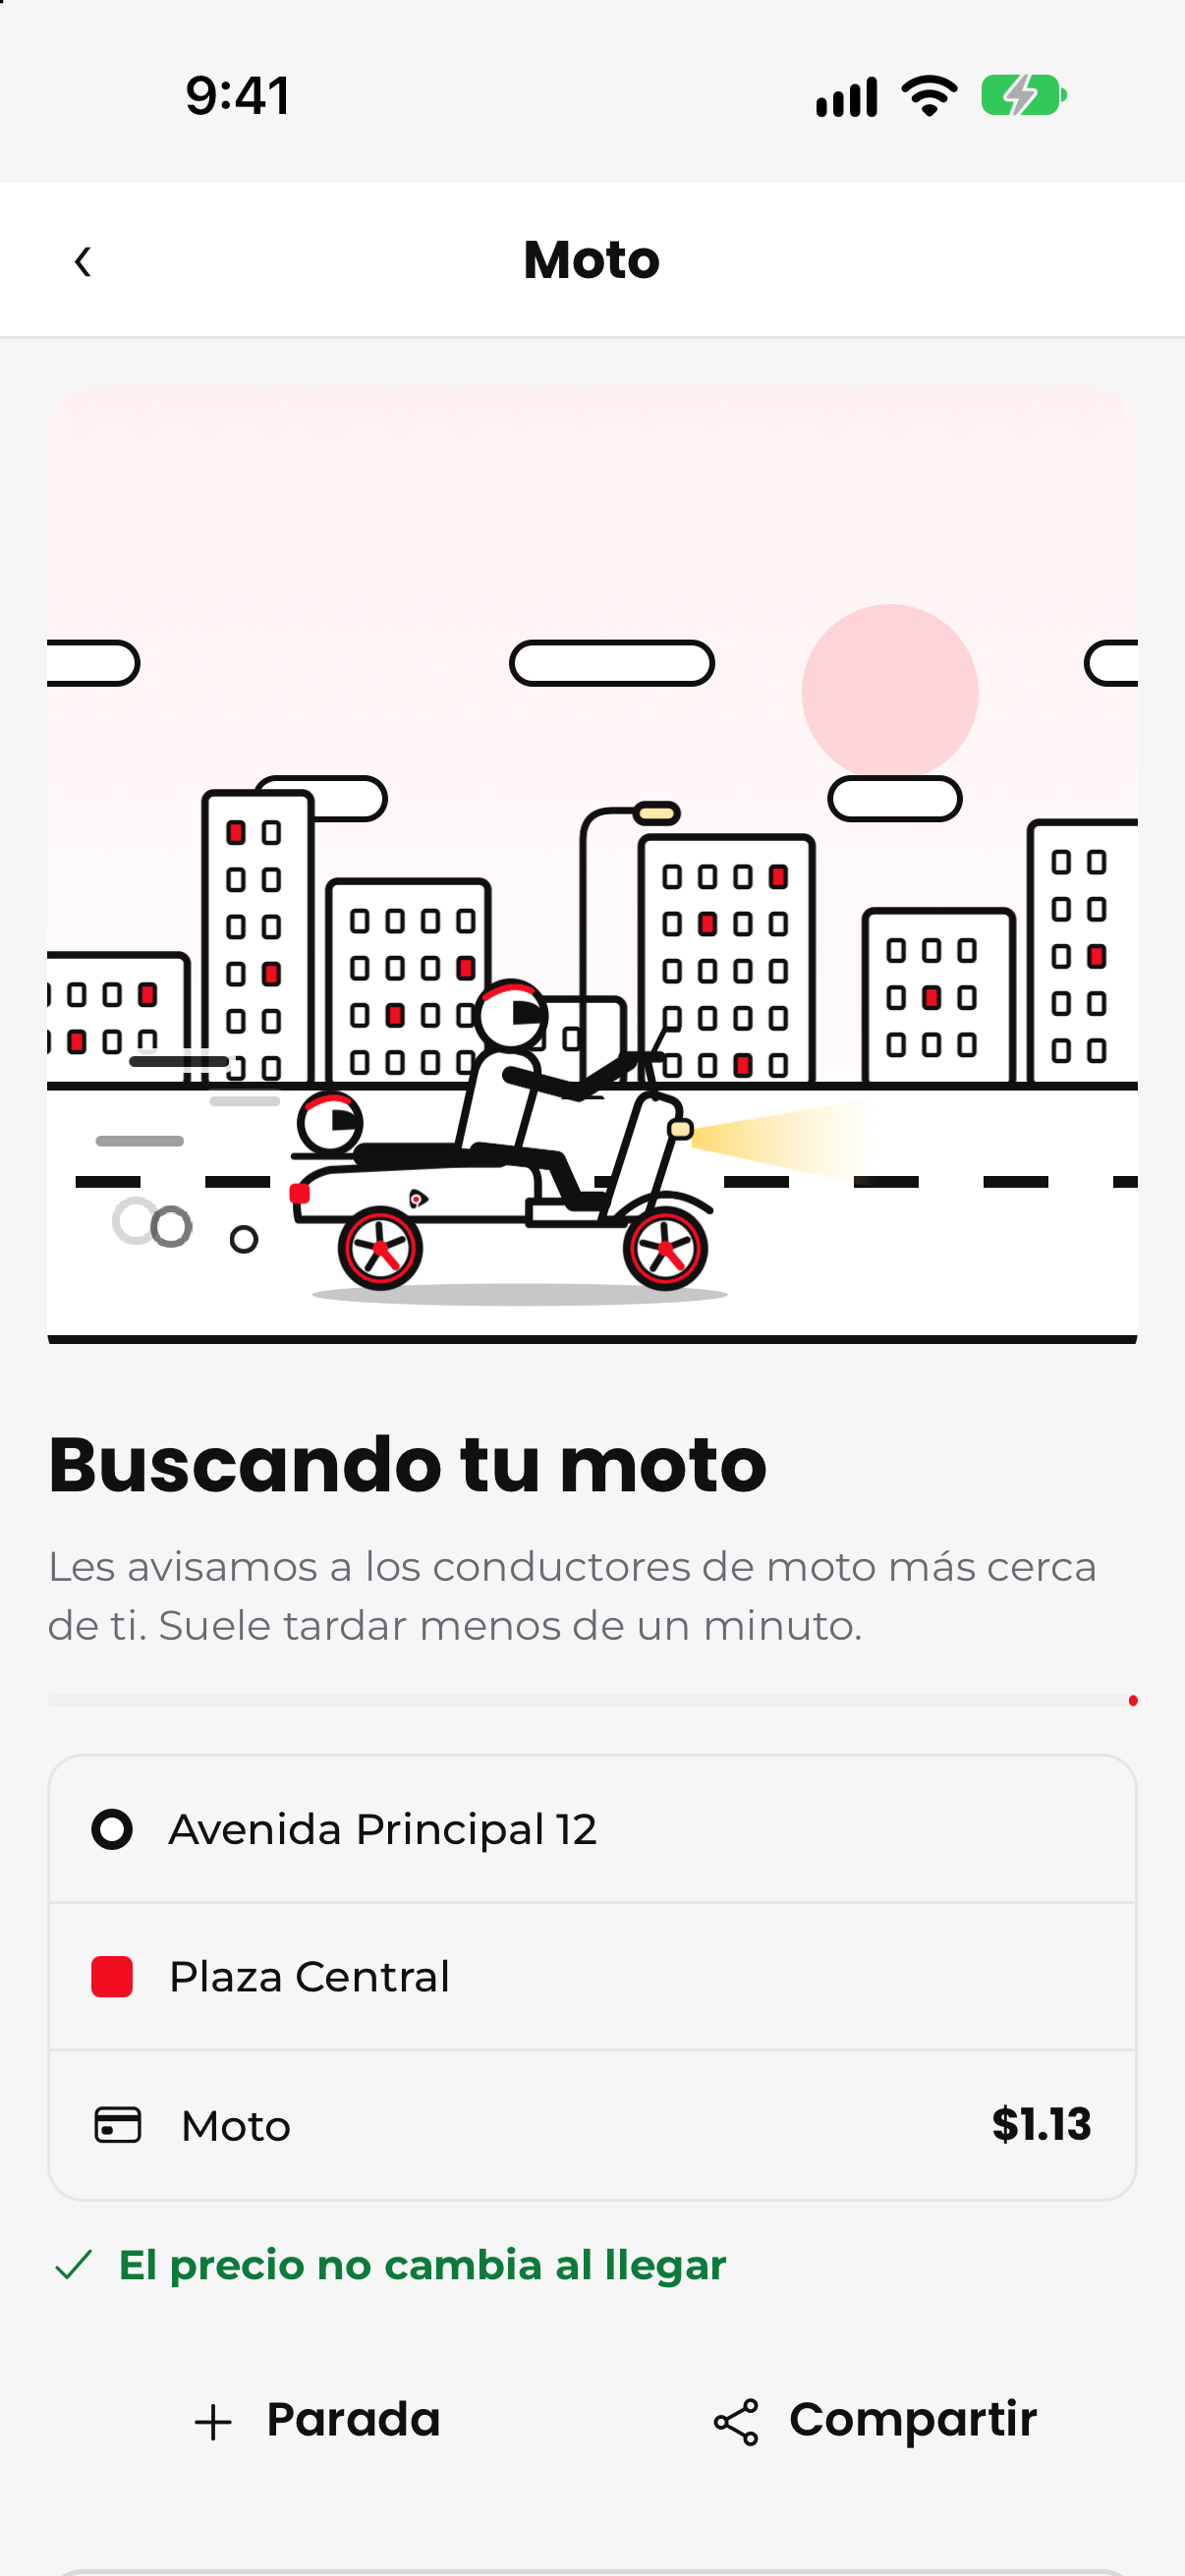 9:41
Moto
Buscando tu moto
Les avisamos a los conductores de moto más cerca
de ti. Suele tardar menos de un minuto.
Avenida Principal 12
Plaza Central
Moto $1.13
El precio no cambia al llegar
Parada Compartir